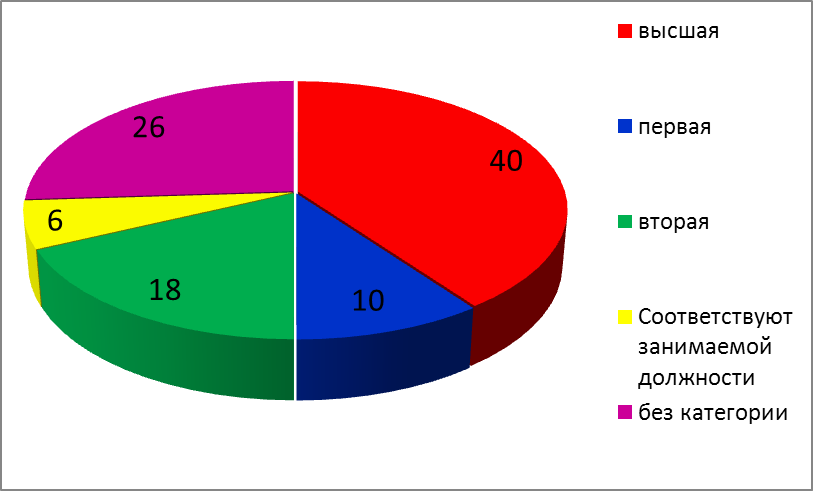 26
40
6
18
10
высшая
первая
вторая
Соответствуют
занимаемой
должности
без категории